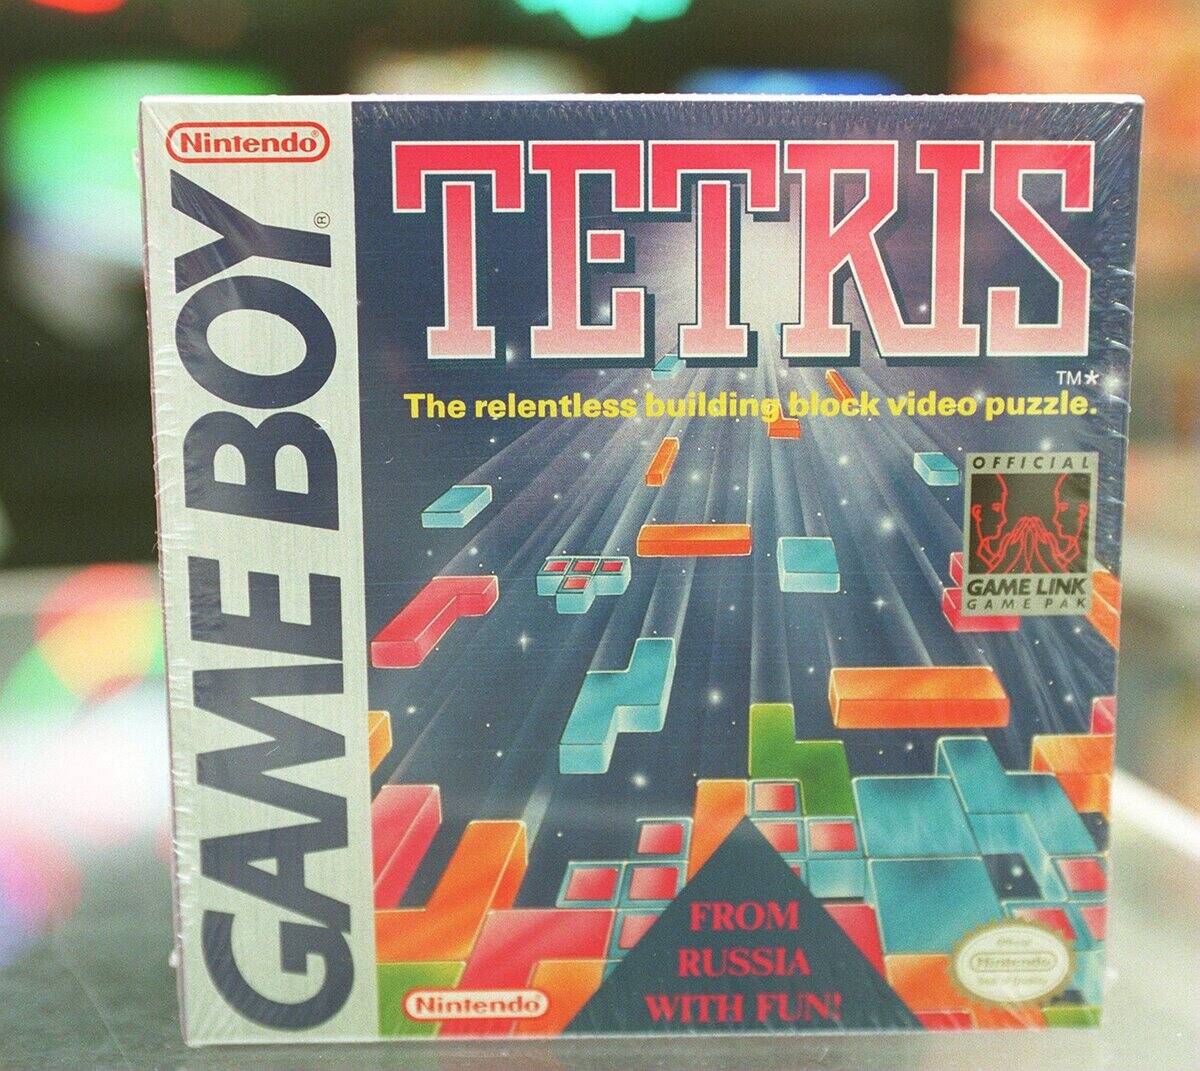 Nintendo®
GAME BOY®
TETRIS
TM*
The relentless building block video puzzle.
OFFICIAL
GAME LINK
GAME PAK
FROM
RUSSIA
WITH FUN!
Nintendo®
Nintendo